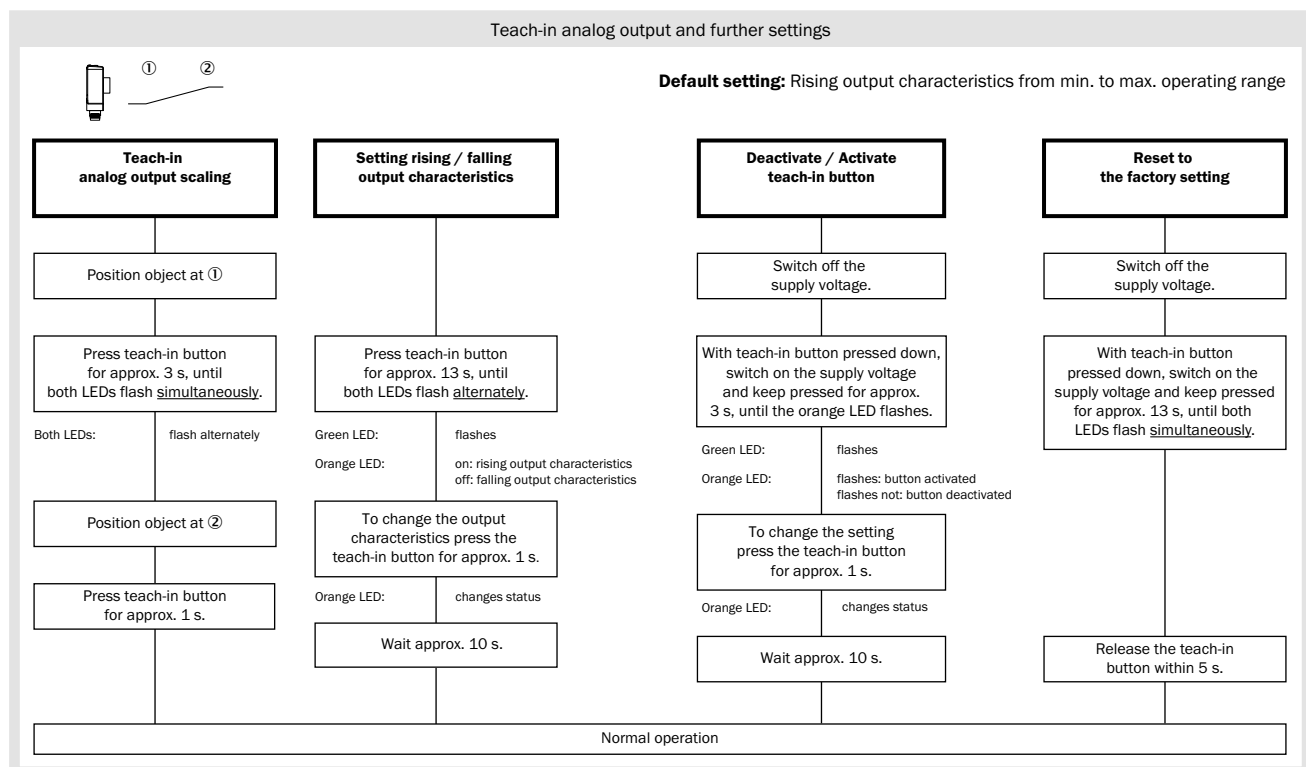 Teach-in analog output and further settings
① ②
Default setting: Rising output characteristics from min. to max. operating range
Teach-in
analog output scaling
Position object at ①
Press teach-in button
for approx. 3 s, until
both LEDs flash simultaneously.
Both LEDs: flash alternately
Position object at ②
Press teach-in button
for approx. 1 s.
Setting rising / falling
output characteristics
Press teach-in button
for approx. 13 s, until
both LEDs flash alternately.
Green LED: flashes
Orange LED: on: rising output characteristics
off: falling output characteristics
To change the output
characteristics press the
teach-in button for approx. 1 s.
Orange LED: changes status
Wait approx. 10 s.
Deactivate / Activate
teach-in button
Switch off the
supply voltage.
With teach-in button pressed down,
switch on the supply voltage
and keep pressed for approx.
3 s, until the orange LED flashes.
Green LED: flashes
Orange LED: flashes: button activated
flashes not: button deactivated
To change the setting
press the teach-in button
for approx. 1 s.
Orange LED: changes status
Wait approx. 10 s.
Reset to
the factory setting
Switch off the
supply voltage.
With teach-in button
pressed down, switch on the
supply voltage and keep pressed
for approx. 13 s, until both
LEDs flash simultaneously.
Release the teach-in
button within 5 s.
Normal operation